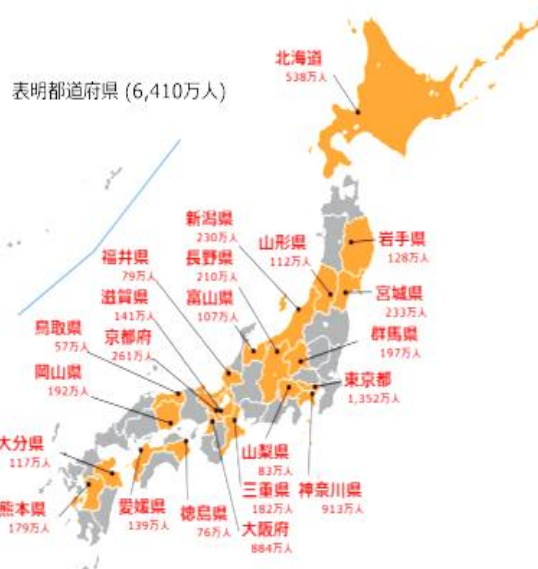 北海道
538万人
表明都道府県 (6,410万人)
新潟県
230万人
山形県
112万人
岩手県
128万人
福井県
79万人
長野県
210万人
滋賀県
141万人
富山県
107万人
宮城県
233万人
鳥取県
57万人
京都府
261万人
群馬県
197万人
岡山県
192万人
東京都
1,352万人
大分県
117万人
山梨県
83万人
熊本県
179万人
愛媛県
139万人
徳島県
76万人
三重県
182万人
神奈川県
913万人
大阪府
884万人